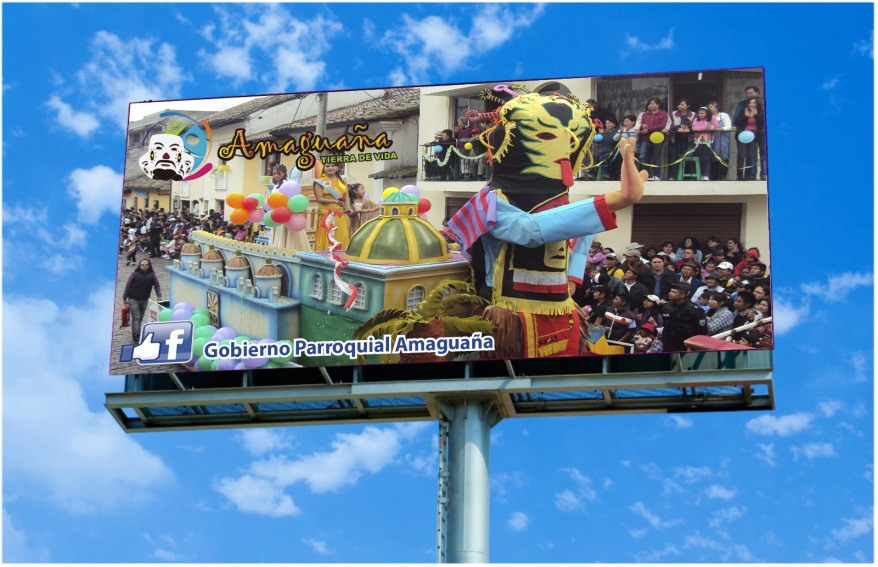 Amaguaña
TIERRA DE VIDA
f
Gobierno Parroquial Amaguaña